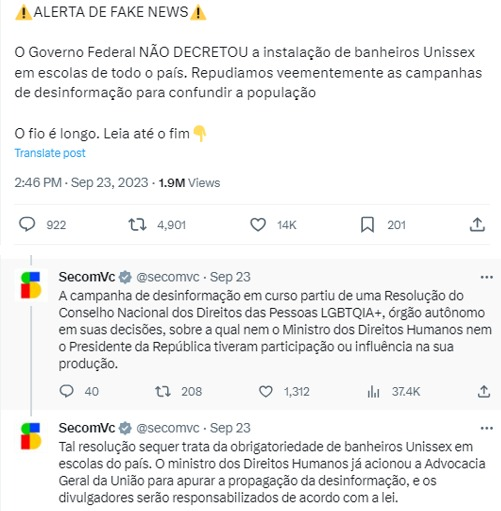 ⚠️ALERTA DE FAKE NEWS⚠️
O Governo Federal NÃO DECRETOU a instalação de banheiros Unissex
em escolas de todo o país. Repudiamos veementemente as campanhas
de desinformação para confundir a população
O fio é longo. Leia até o fim👇
Translate post
2:46 PM · Sep 23, 2023 · 1.9M Views
922 4,901 14K 201
SecomVc @secomvc · Sep 23 ...
A campanha de desinformação em curso partiu de uma Resolução do
Conselho Nacional dos Direitos das Pessoas LGBTQIA+, órgão autônomo
em suas decisões, sobre a qual nem o Ministro dos Direitos Humanos nem
o Presidente da República tiveram participação ou influência na sua
produção.
40 208 1,312 37.4K
SecomVc @secomvc · Sep 23 ...
Tal resolução sequer trata da obrigatoriedade de banheiros Unissex em
escolas do país. O ministro dos Direitos Humanos já acionou a Advocacia
Geral da União para apurar a propagação da desinformação, e os
divulgadores serão responsabilizados de acordo com a lei.